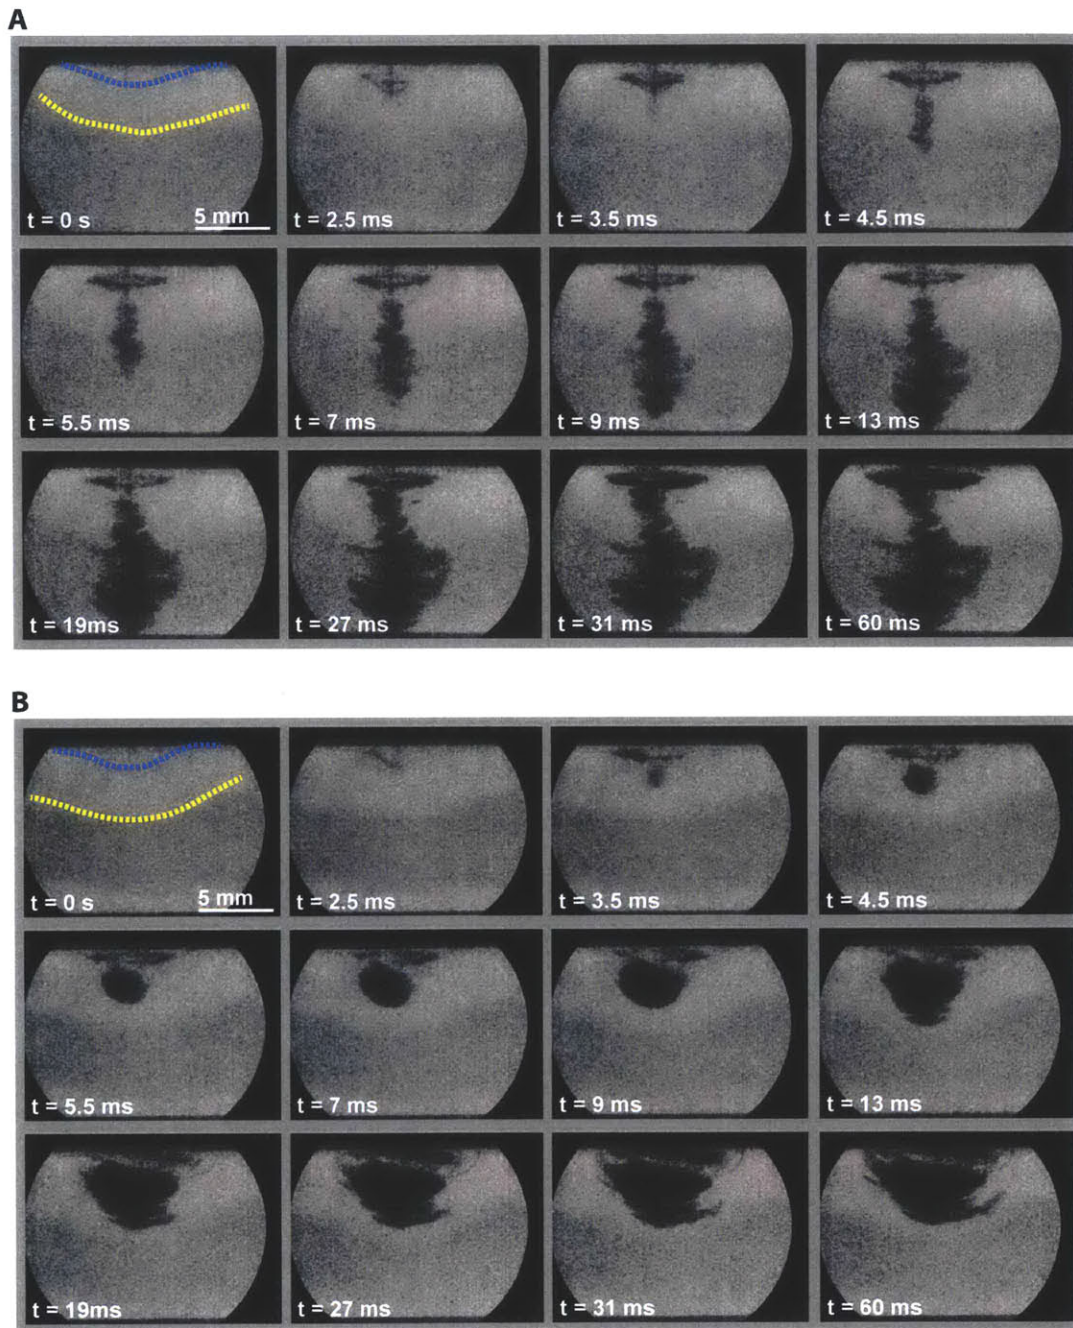 A
t = 0 s 5 mm t = 2.5 ms t = 3.5 ms t = 4.5 ms
t = 5.5 ms t = 7 ms t = 9 ms t = 13 ms
t = 19ms t = 27 ms t = 31 ms t = 60 ms
B
t = 0 s 5 mm t = 2.5 ms t = 3.5 ms t = 4.5 ms
t = 5.5 ms t = 7 ms t = 9 ms t = 13 ms
t = 19ms t = 27 ms t = 31 ms t = 60 ms